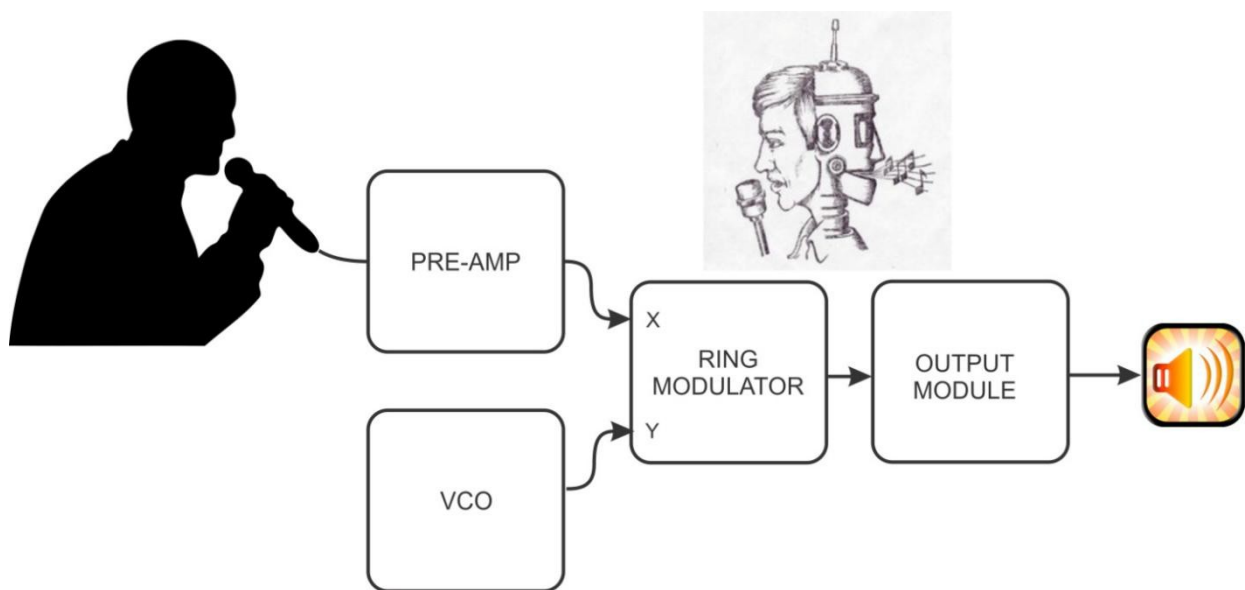 PRE-AMP
X
RING
MODULATOR
Y
OUTPUT
MODULE
VCO